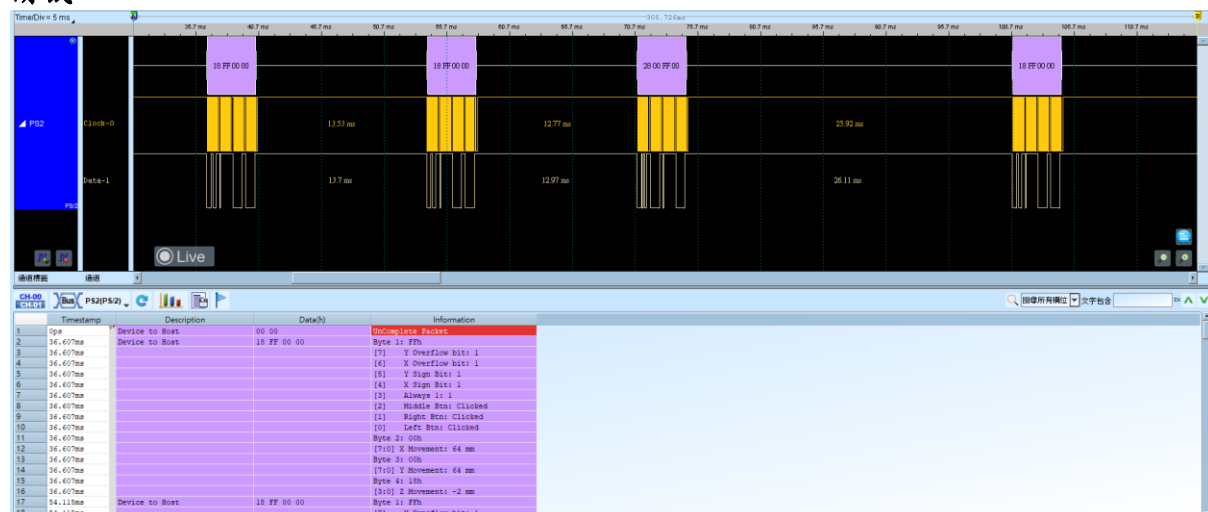 Time/Div = 5 ms
305.726ms
35.7 ms 40.7 ms 45.7 ms 50.7 ms 55.7 ms 60.7 ms 65.7 ms 70.7 ms 75.7 ms 80.7 ms 85.7 ms 90.7 ms 95.7 ms 100.7 ms 105.7 ms 110.7 ms
18 FF 00 00 18 FF 00 00 28 00 FF 00 18 FF 00 00
PS2 Clock-0 13.53 ms 12.77 ms 25.92 ms
Data-1 13.7 ms 12.97 ms 26.11 ms
PS/2
Live
通道標籤 通道
CH-00
CH-01 Bus PS2(PS/2) 搜尋所有欄位 文字包含
Timestamp Description Data(h) Information
1 0ps Device to Host 00 00 UnComplete Packet
2 36.607ms Device to Host 18 FF 00 00 Byte 1: FFh
3 36.607ms [7] Y Overflow bit: 1
4 36.607ms [6] X Overflow bit: 1
5 36.607ms [5] Y Sign Bit: 1
6 36.607ms [4] X Sign Bit: 1
7 36.607ms [3] Always 1: 1
8 36.607ms [2] Middle Btn: Clicked
9 36.607ms [1] Right Btn: Clicked
10 36.607ms [0] Left Btn: Clicked
11 36.607ms Byte 2: 00h
12 36.607ms [7:0] X Movement: 64 mm
13 36.607ms Byte 3: 00h
14 36.607ms [7:0] Y Movement: 64 mm
15 36.607ms Byte 4: 18h
16 36.607ms [3:0] Z Movement: -2 mm
17 54.115ms Device to Host 18 FF 00 00 Byte 1: FFh